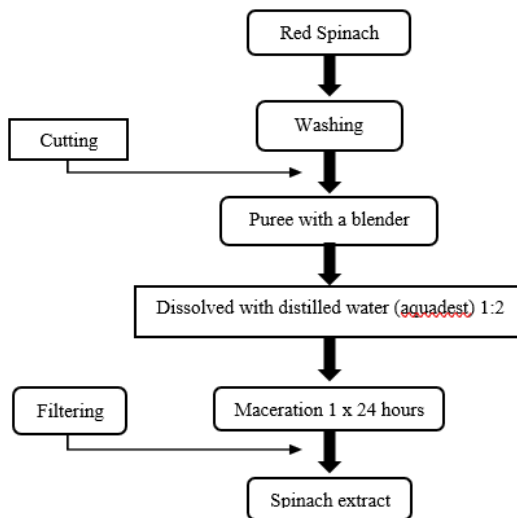 Red Spinach
Washing
Cutting
Puree with a blender
Dissolved with distilled water (aquadest) 1:2
Filtering
Maceration 1 x 24 hours
Spinach extract